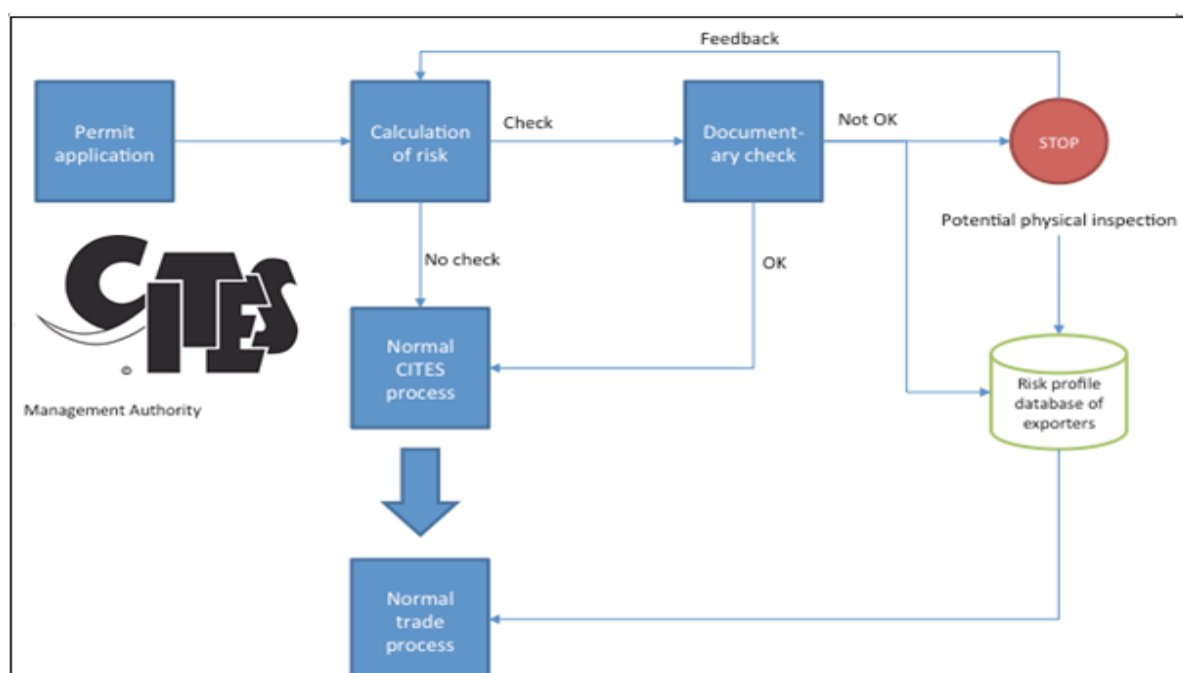 Feedback
Permit
application
Calculation
of risk
Check
Document-
ary check
Not OK
STOP
Potential physical inspection
No check
OK
CITES
©
Management Authority
Normal
CITES
process
Risk profile
database of
exporters
Normal
trade
process